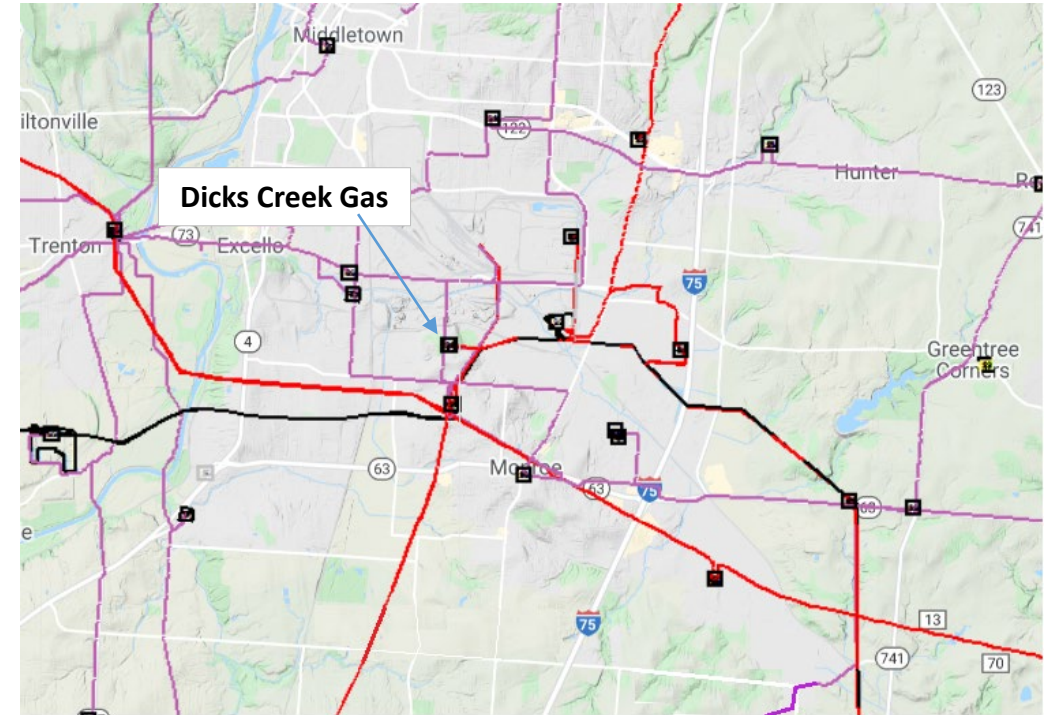 Middletown
123
iltonville
122
Hunter
Dicks Creek Gas
Ro
741
73
Trenton
Excello
75
4
Greentree
Corners
63
Monroe
63
75
63
e
13
75
741
70